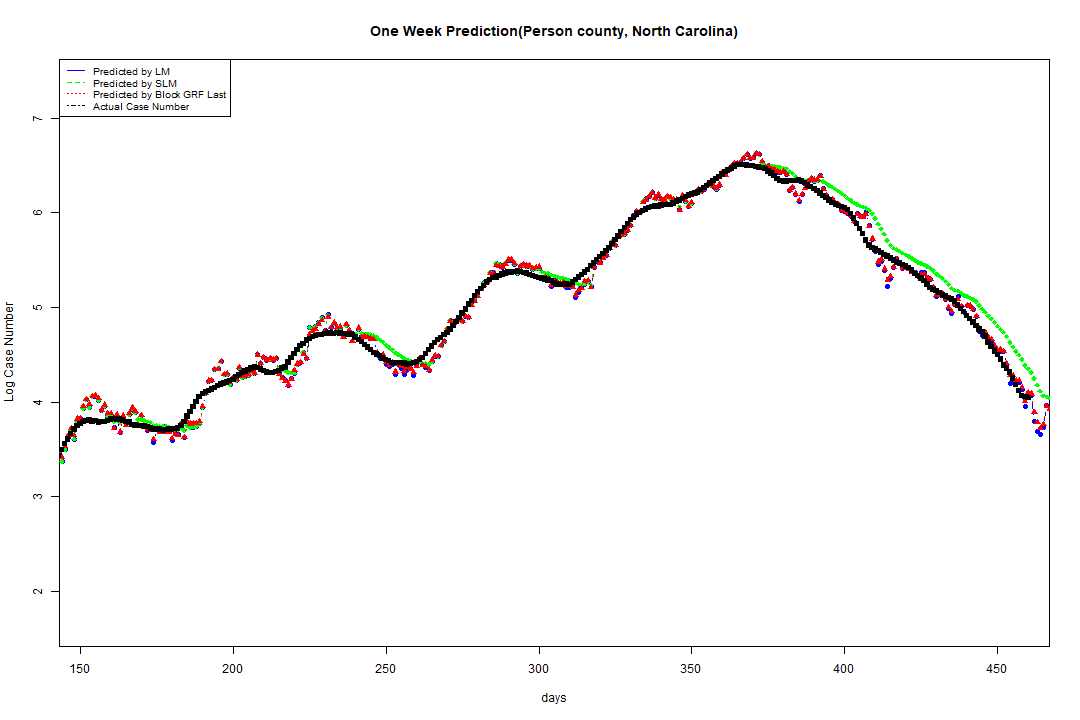 One Week Prediction(Person county, North Carolina)
Predicted by LM
Predicted by SLM
Predicted by Block GRF Last
Actual Case Number
7
6
5
4
3
2
Log Case Number
150 200 250 300 350 400 450
days